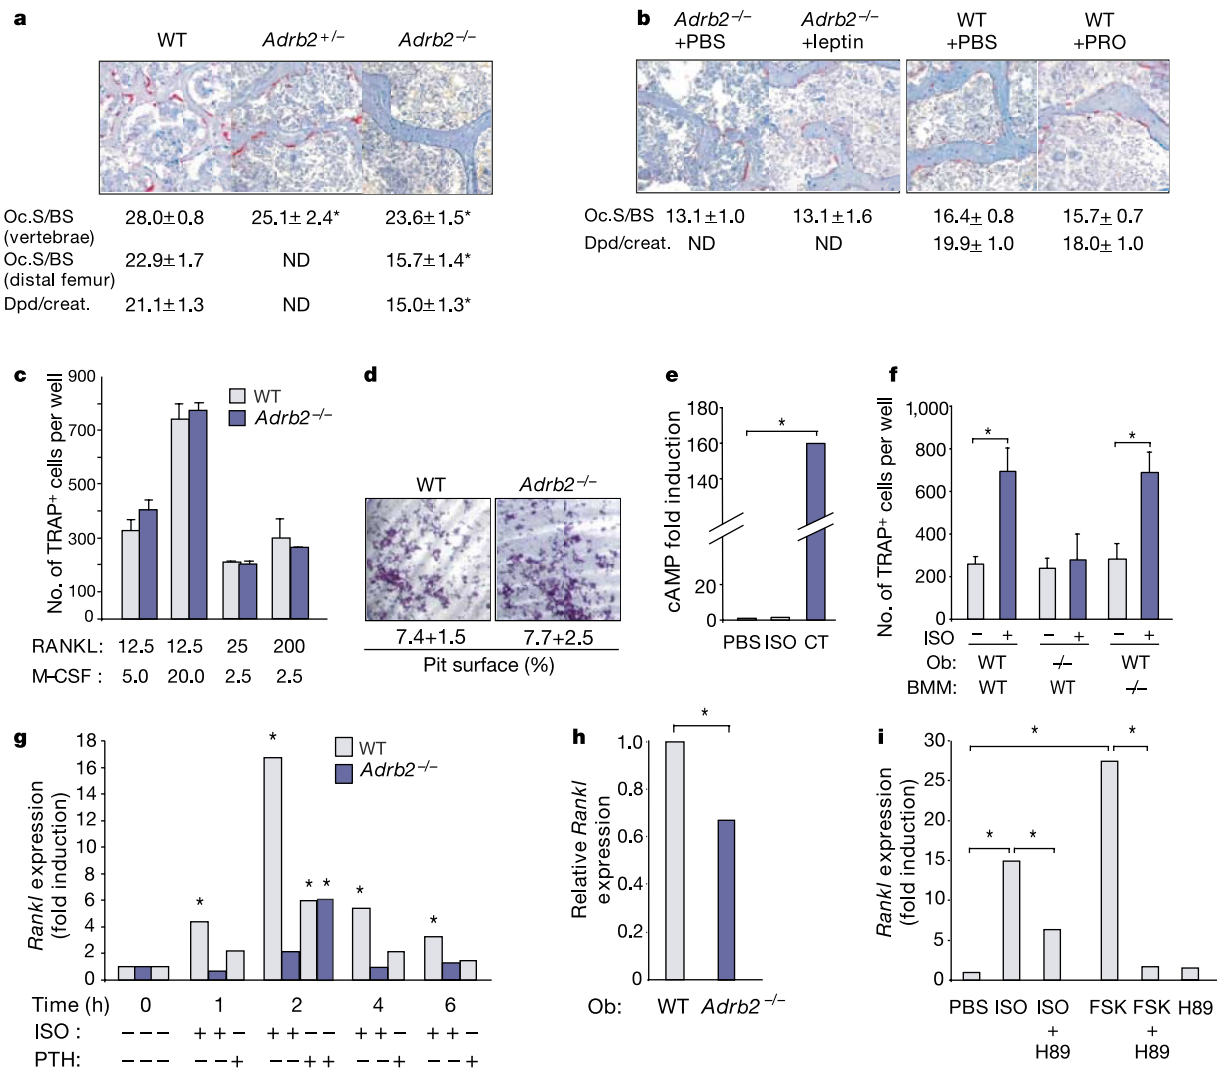 a
WT Adrb2+/– Adrb2–/–
Oc.S/BS (vertebrae) 28.0±0.8 25.1±2.4* 23.6±1.5*
Oc.S/BS (distal femur) 22.9±1.7 ND 15.7±1.4*
Dpd/creat. 21.1±1.3 ND 15.0±1.3*
b
Adrb2–/– +PBS Adrb2–/– +leptin WT +PBS WT +PRO
Oc.S/BS 13.1±1.0 13.1±1.6 16.4±0.8 15.7±0.7
Dpd/creat. ND ND 19.9±1.0 18.0±1.0
c
No. of TRAP+ cells per well
900
700
500
300
100
0
WT
Adrb2–/–
RANKL: 12.5 12.5 25 200
M–CSF: 5.0 20.0 2.5 2.5
d
WT Adrb2–/–
7.4+1.5 7.7+2.5
Pit surface (%)
e
cAMP fold induction
180
160
140
20
0
*
PBS ISO CT
f
No. of TRAP+ cells per well
1,000
800
600
400
200
0
* *
ISO – + – + – +
Ob: WT –/– WT
BMM: WT WT –/–
g
Rankl expression
(fold induction)
18
16
14
12
10
8
6
4
2
0
WT
Adrb2–/–
* * * * * *
Time (h) 0 1 2 4 6
ISO : – – – + + – + + – – + + – + + –
PTH: – – – – – + – – + + – – + – – +
h
Relative Rankl
expression
1.0
0.8
0.6
0.4
0.2
0
*
Ob: WT Adrb2–/–
i
Rankl expression
(fold induction)
30
25
20
15
10
5
0
* * * *
PBS ISO ISO + H89 FSK FSK + H89 H89